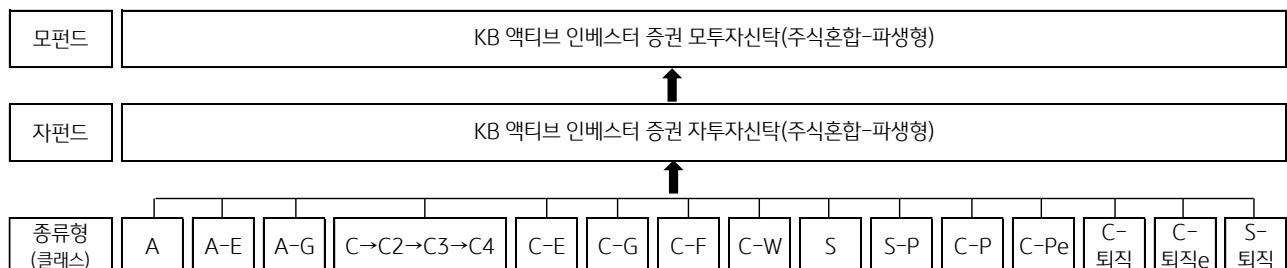 모펀드
KB 액티브 인베스터 증권 모투자신탁(주식혼합-파생형)
자펀드
KB 액티브 인베스터 증권 자투자신탁(주식혼합-파생형)
종류형
(클래스)
A
A-E
A-G
C→C2→C3→C4
C-E
C-G
C-F
C-W
S
S-P
C-P
C-Pe
C-
퇴직
C-
퇴직e
S-
퇴직